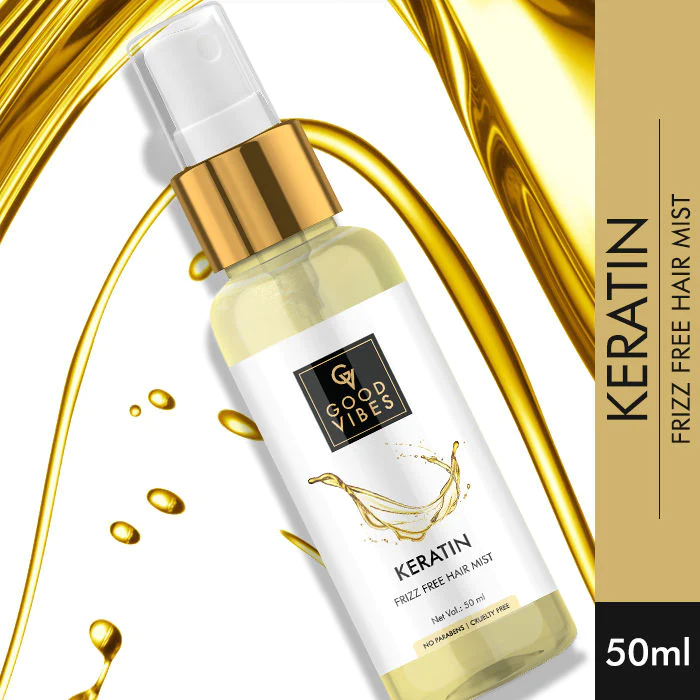 GV
GOOD
VIBES
KERATIN
FRIZZ FREE HAIR MIST
Net Vol.: 50 ml
NO PARABENS | CRUELTY FREE
KERATIN
FRIZZ FREE HAIR MIST
50ml